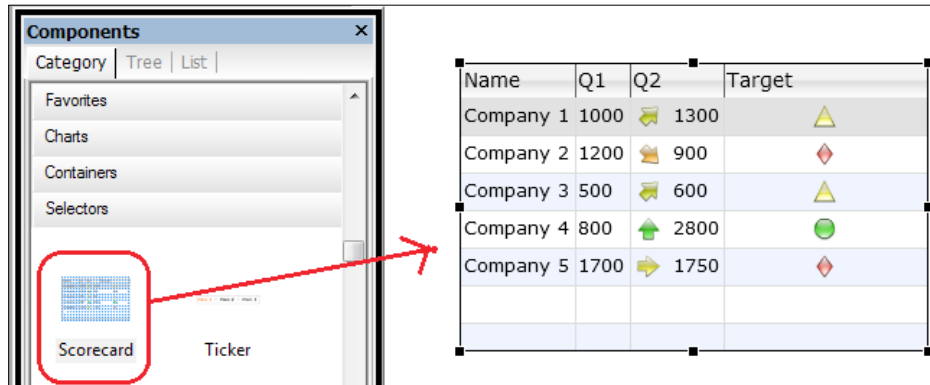 Components ×
Category Tree List
Favorites
Charts
Containers
Selectors
Scorecard Ticker
Name Q1 Q2 Target
Company 1 1000 1300
Company 2 1200 900
Company 3 500 600
Company 4 800 2800
Company 5 1700 1750